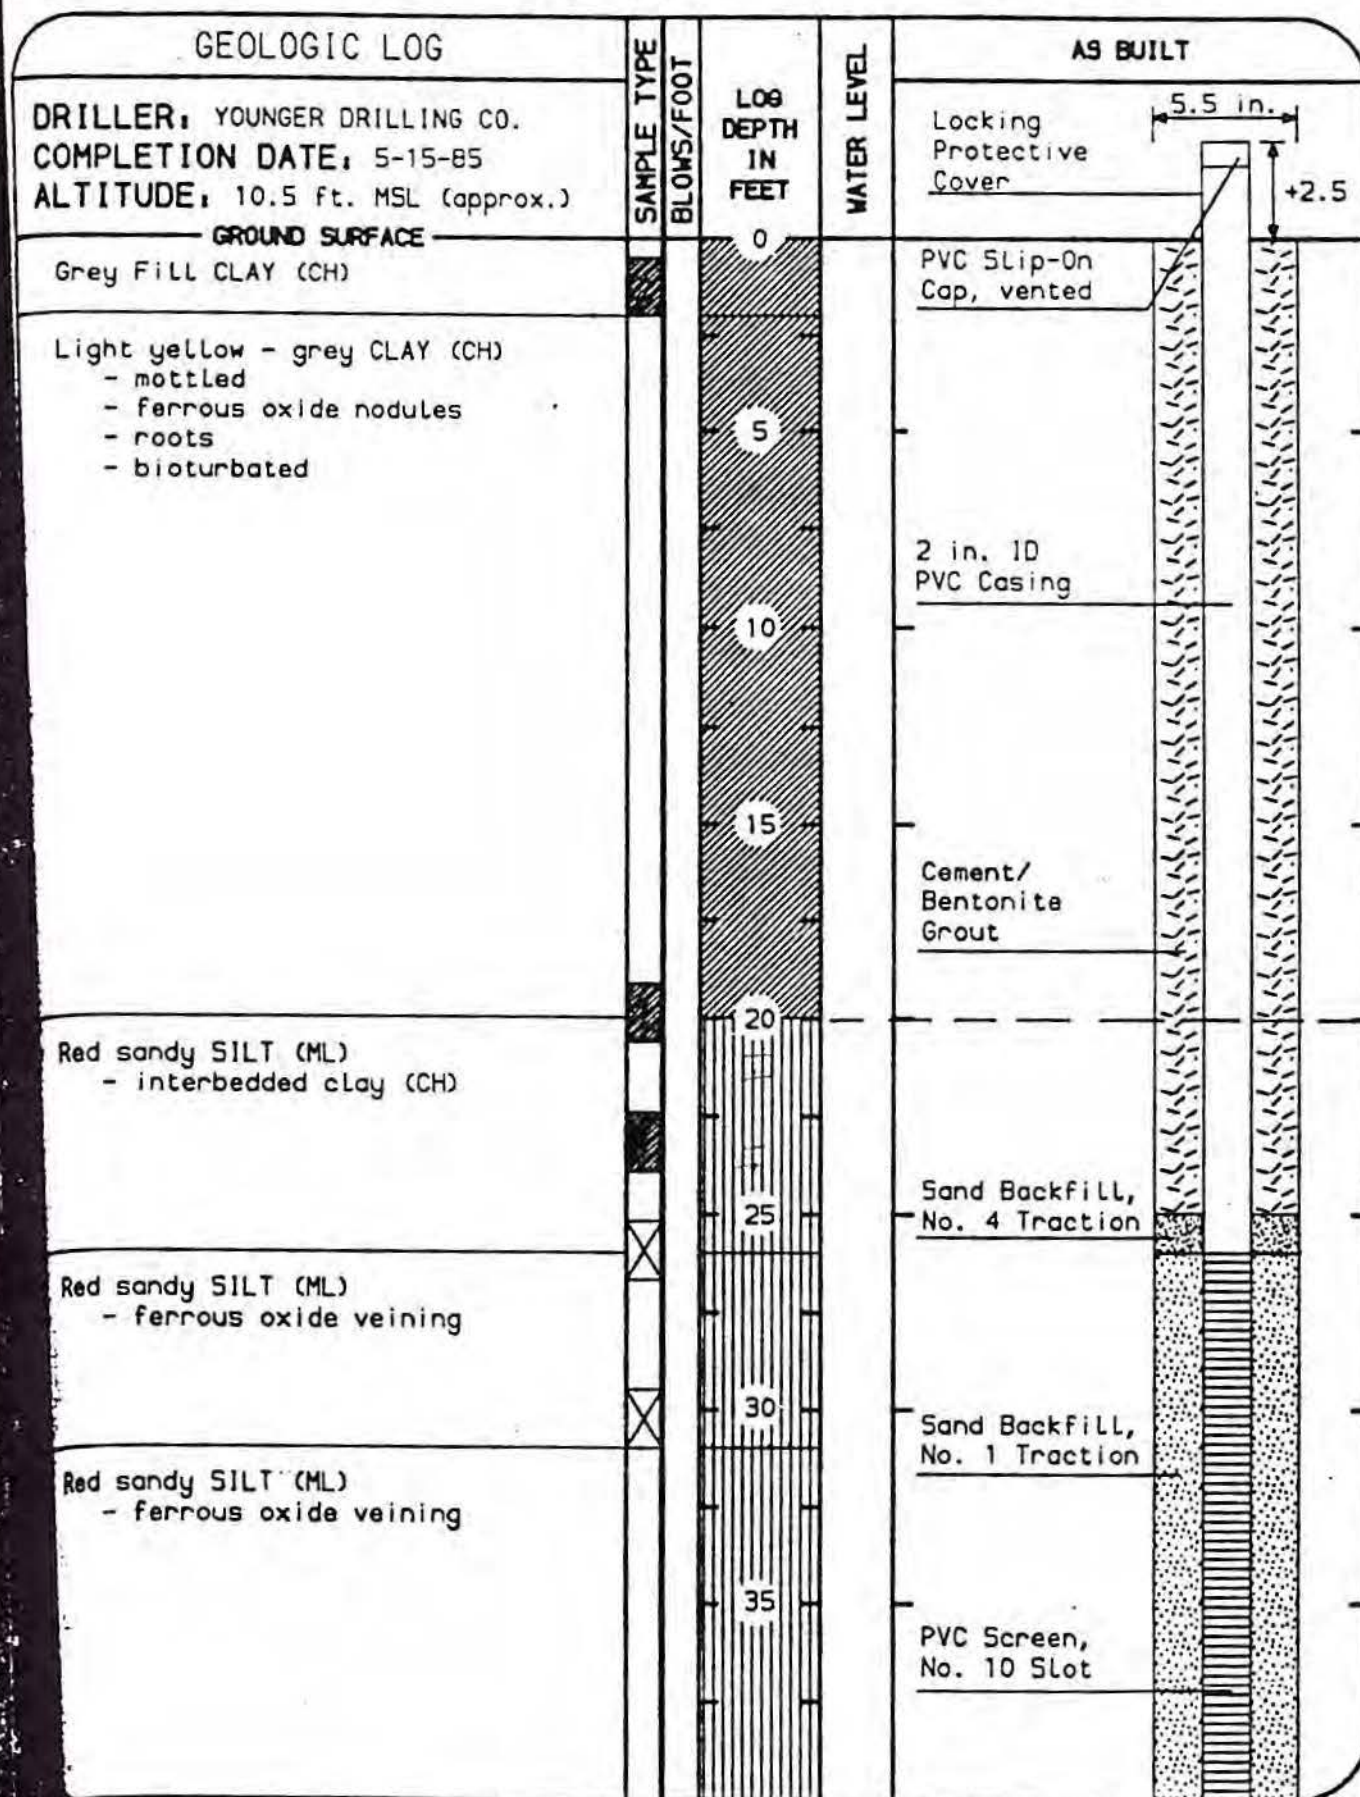 GEOLOGIC LOG
DRILLER: YOUNGER DRILLING CO.
COMPLETION DATE: 5-15-85
ALTITUDE: 10.5 ft. MSL (approx.)
GROUND SURFACE
SAMPLE TYPE
BLOWS/FOOT
LOG
DEPTH
IN
FEET
WATER LEVEL
AS BUILT
5.5 in.
Locking
Protective
Cover
+2.5
Grey Fill CLAY (CH)
Light yellow - grey CLAY (CH)
- mottled
- ferrous oxide nodules
- roots
- bioturbated
Red sandy SILT (ML)
- interbedded clay (CH)
Red sandy SILT (ML)
- ferrous oxide veining
Red sandy SILT (ML)
- ferrous oxide veining
0
5
10
15
20
25
30
35
PVC Slip-On
Cap, vented
2 in. ID
PVC Casing
Cement/
Bentonite
Grout
Sand Backfill,
No. 4 Traction
Sand Backfill,
No. 1 Traction
PVC Screen,
No. 10 Slot